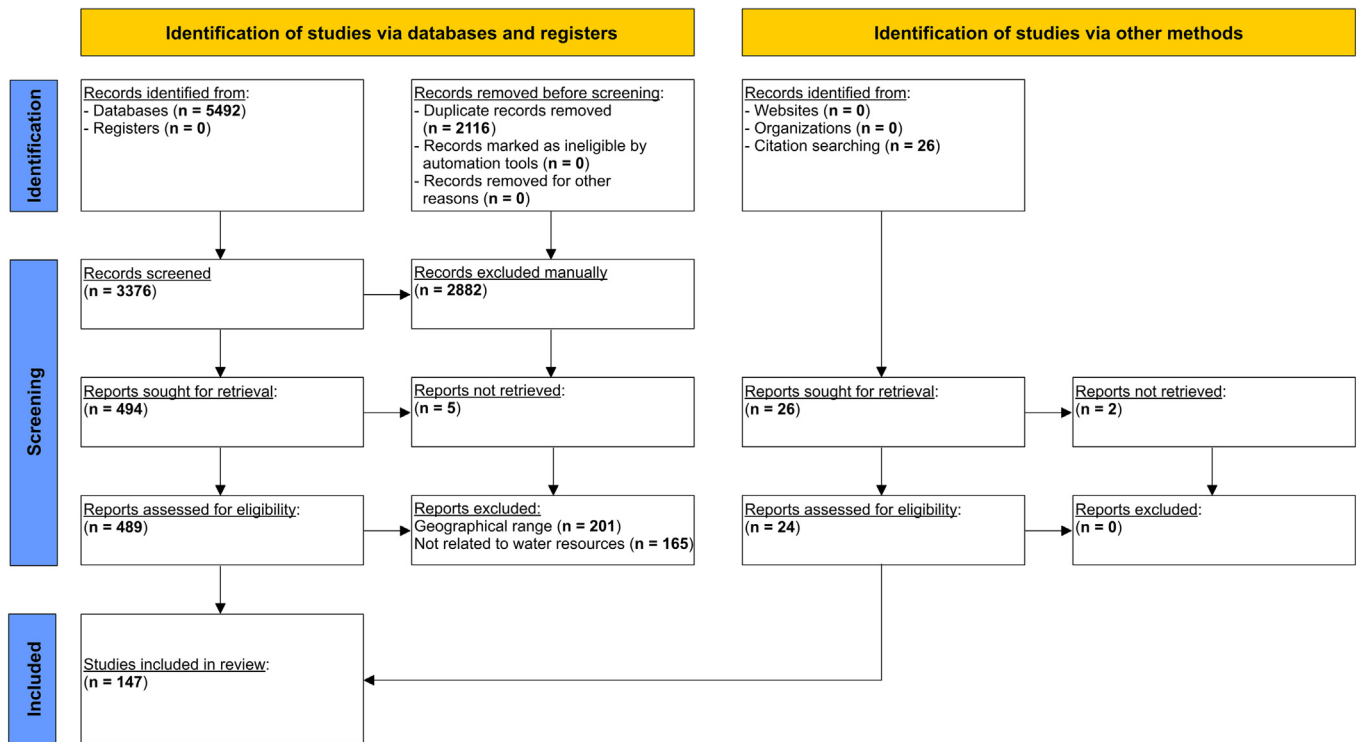 Identification of studies via databases and registers
Identification of studies via other methods
Identification
Records identified from:
- Databases (n = 5492)
- Registers (n = 0)
Records removed before screening:
- Duplicate records removed
(n = 2116)
- Records marked as ineligible by
automation tools (n = 0)
- Records removed for other
reasons (n = 0)
Records identified from:
- Websites (n = 0)
- Organizations (n = 0)
- Citation searching (n = 26)
Screening
Records screened
(n = 3376)
Records excluded manually
(n = 2882)
Reports sought for retrieval:
(n = 494)
Reports not retrieved:
(n = 5)
Reports sought for retrieval:
(n = 26)
Reports not retrieved:
(n = 2)
Reports assessed for eligibility:
(n = 489)
Reports excluded:
Geographical range (n = 201)
Not related to water resources (n = 165)
Reports assessed for eligibility:
(n = 24)
Reports excluded:
(n = 0)
Included
Studies included in review:
(n = 147)